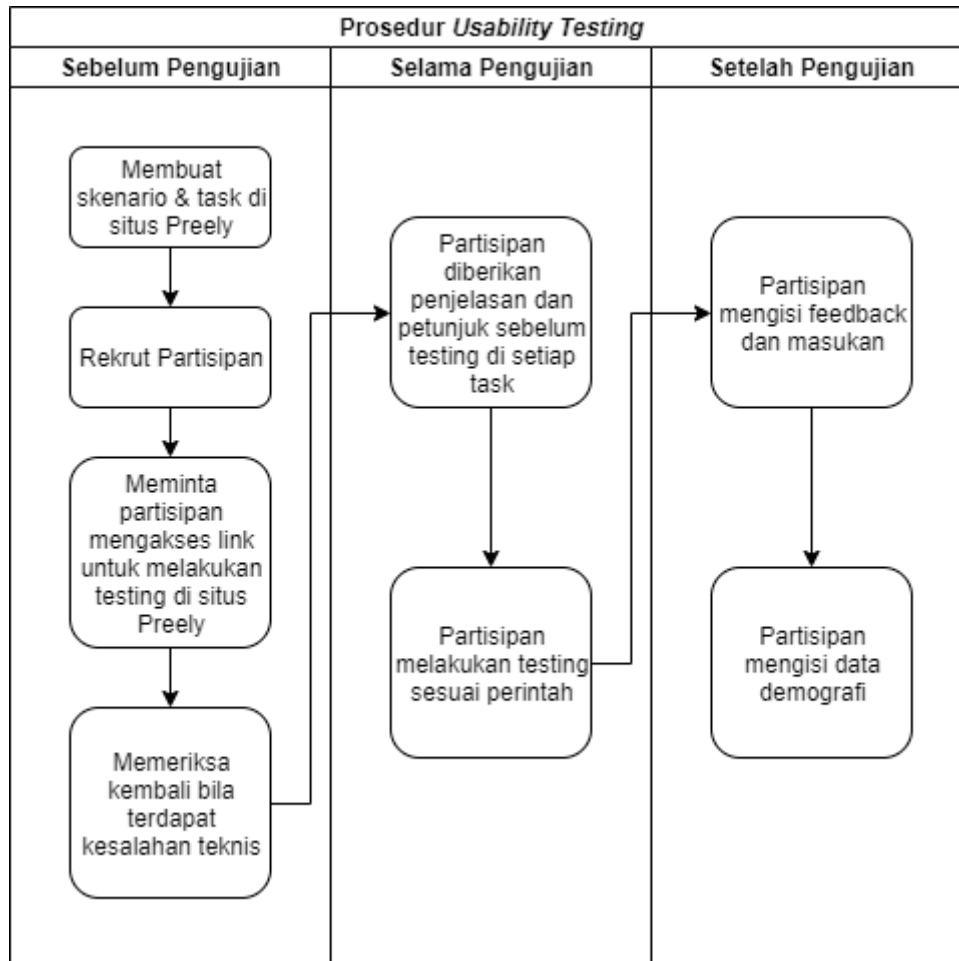 Prosedur Usability Testing
Sebelum Pengujian
Selama Pengujian
Setelah Pengujian
Membuat
skenario & task di
situs Preely
Rekrut Partisipan
Meminta
partisipan
mengakses link
untuk melakukan
testing di situs
Preely
Memeriksa
kembali bila
terdapat
kesalahan teknis
Partisipan
diberikan
penjelasan dan
petunjuk sebelum
testing di setiap
task
Partisipan
melakukan testing
sesuai perintah
Partisipan
mengisi feedback
dan masukan
Partisipan
mengisi data
demografi